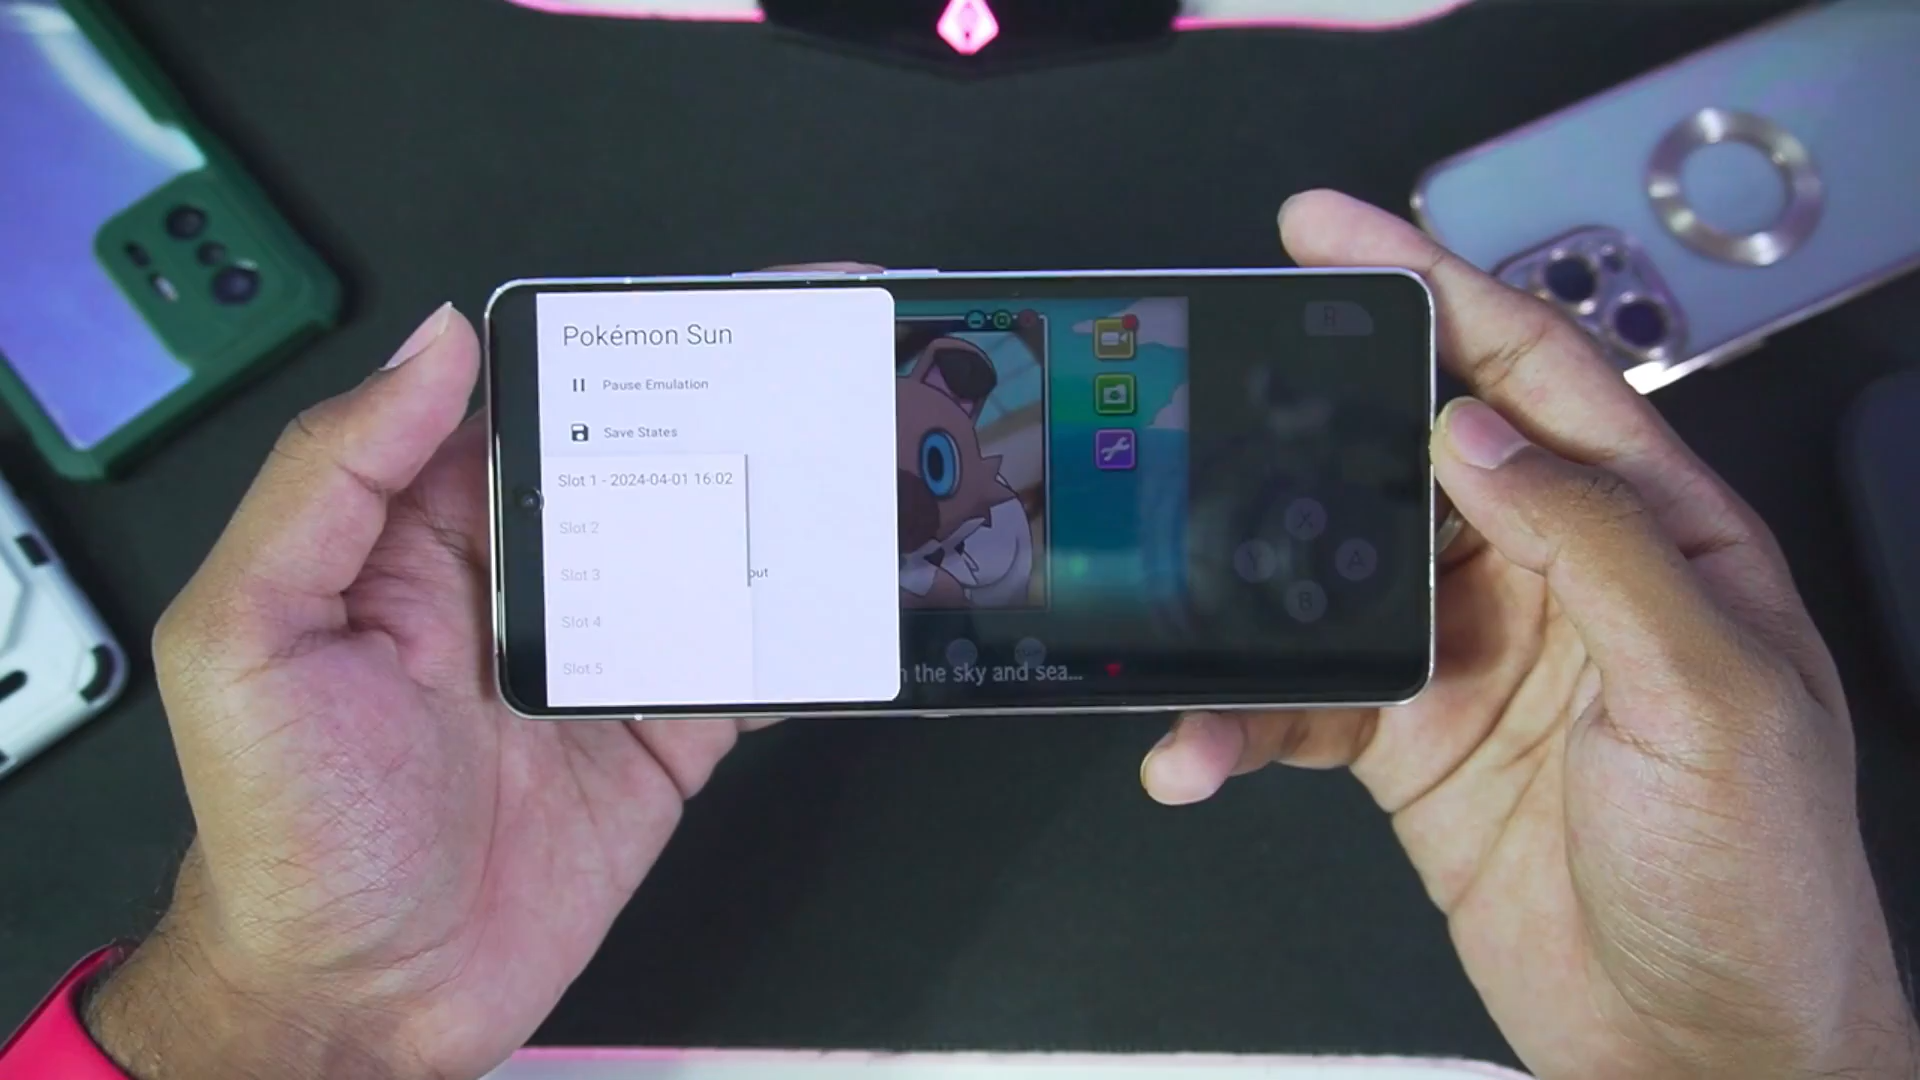 Pokémon Sun
Pause Emulation
Save States
Slot 1 - 2024-04-01 16:02
Slot 2
Slot 3
out
Slot 4
Slot 5
the sky and sea...
R
X
Y
A
B